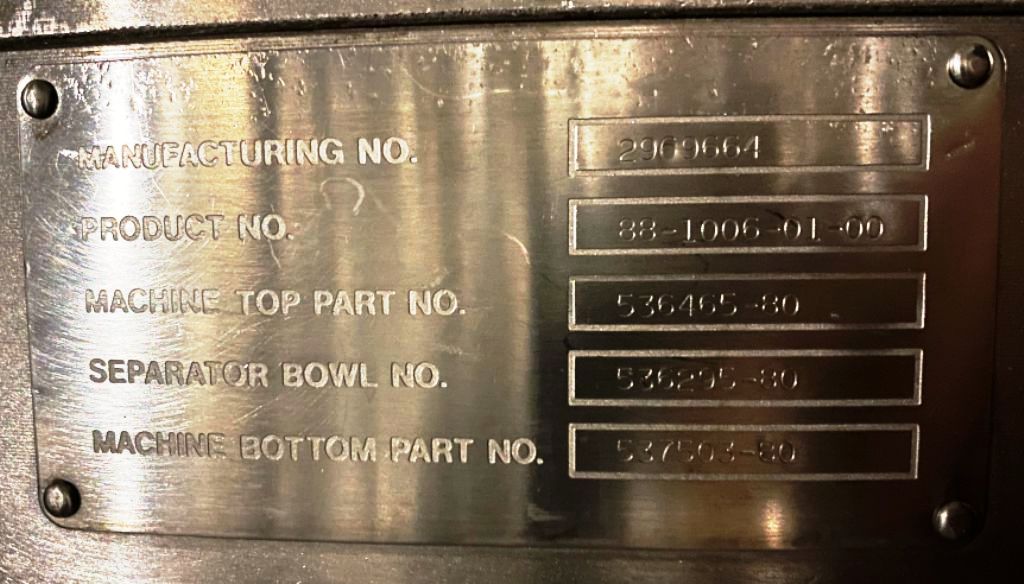 MANUFACTURING NO. 2969664
PRODUCT NO. 88-1006-01-00
MACHINE TOP PART NO. 536465-80
SEPARATOR BOWL NO. 536295-80
MACHINE BOTTOM PART NO. 537503-80